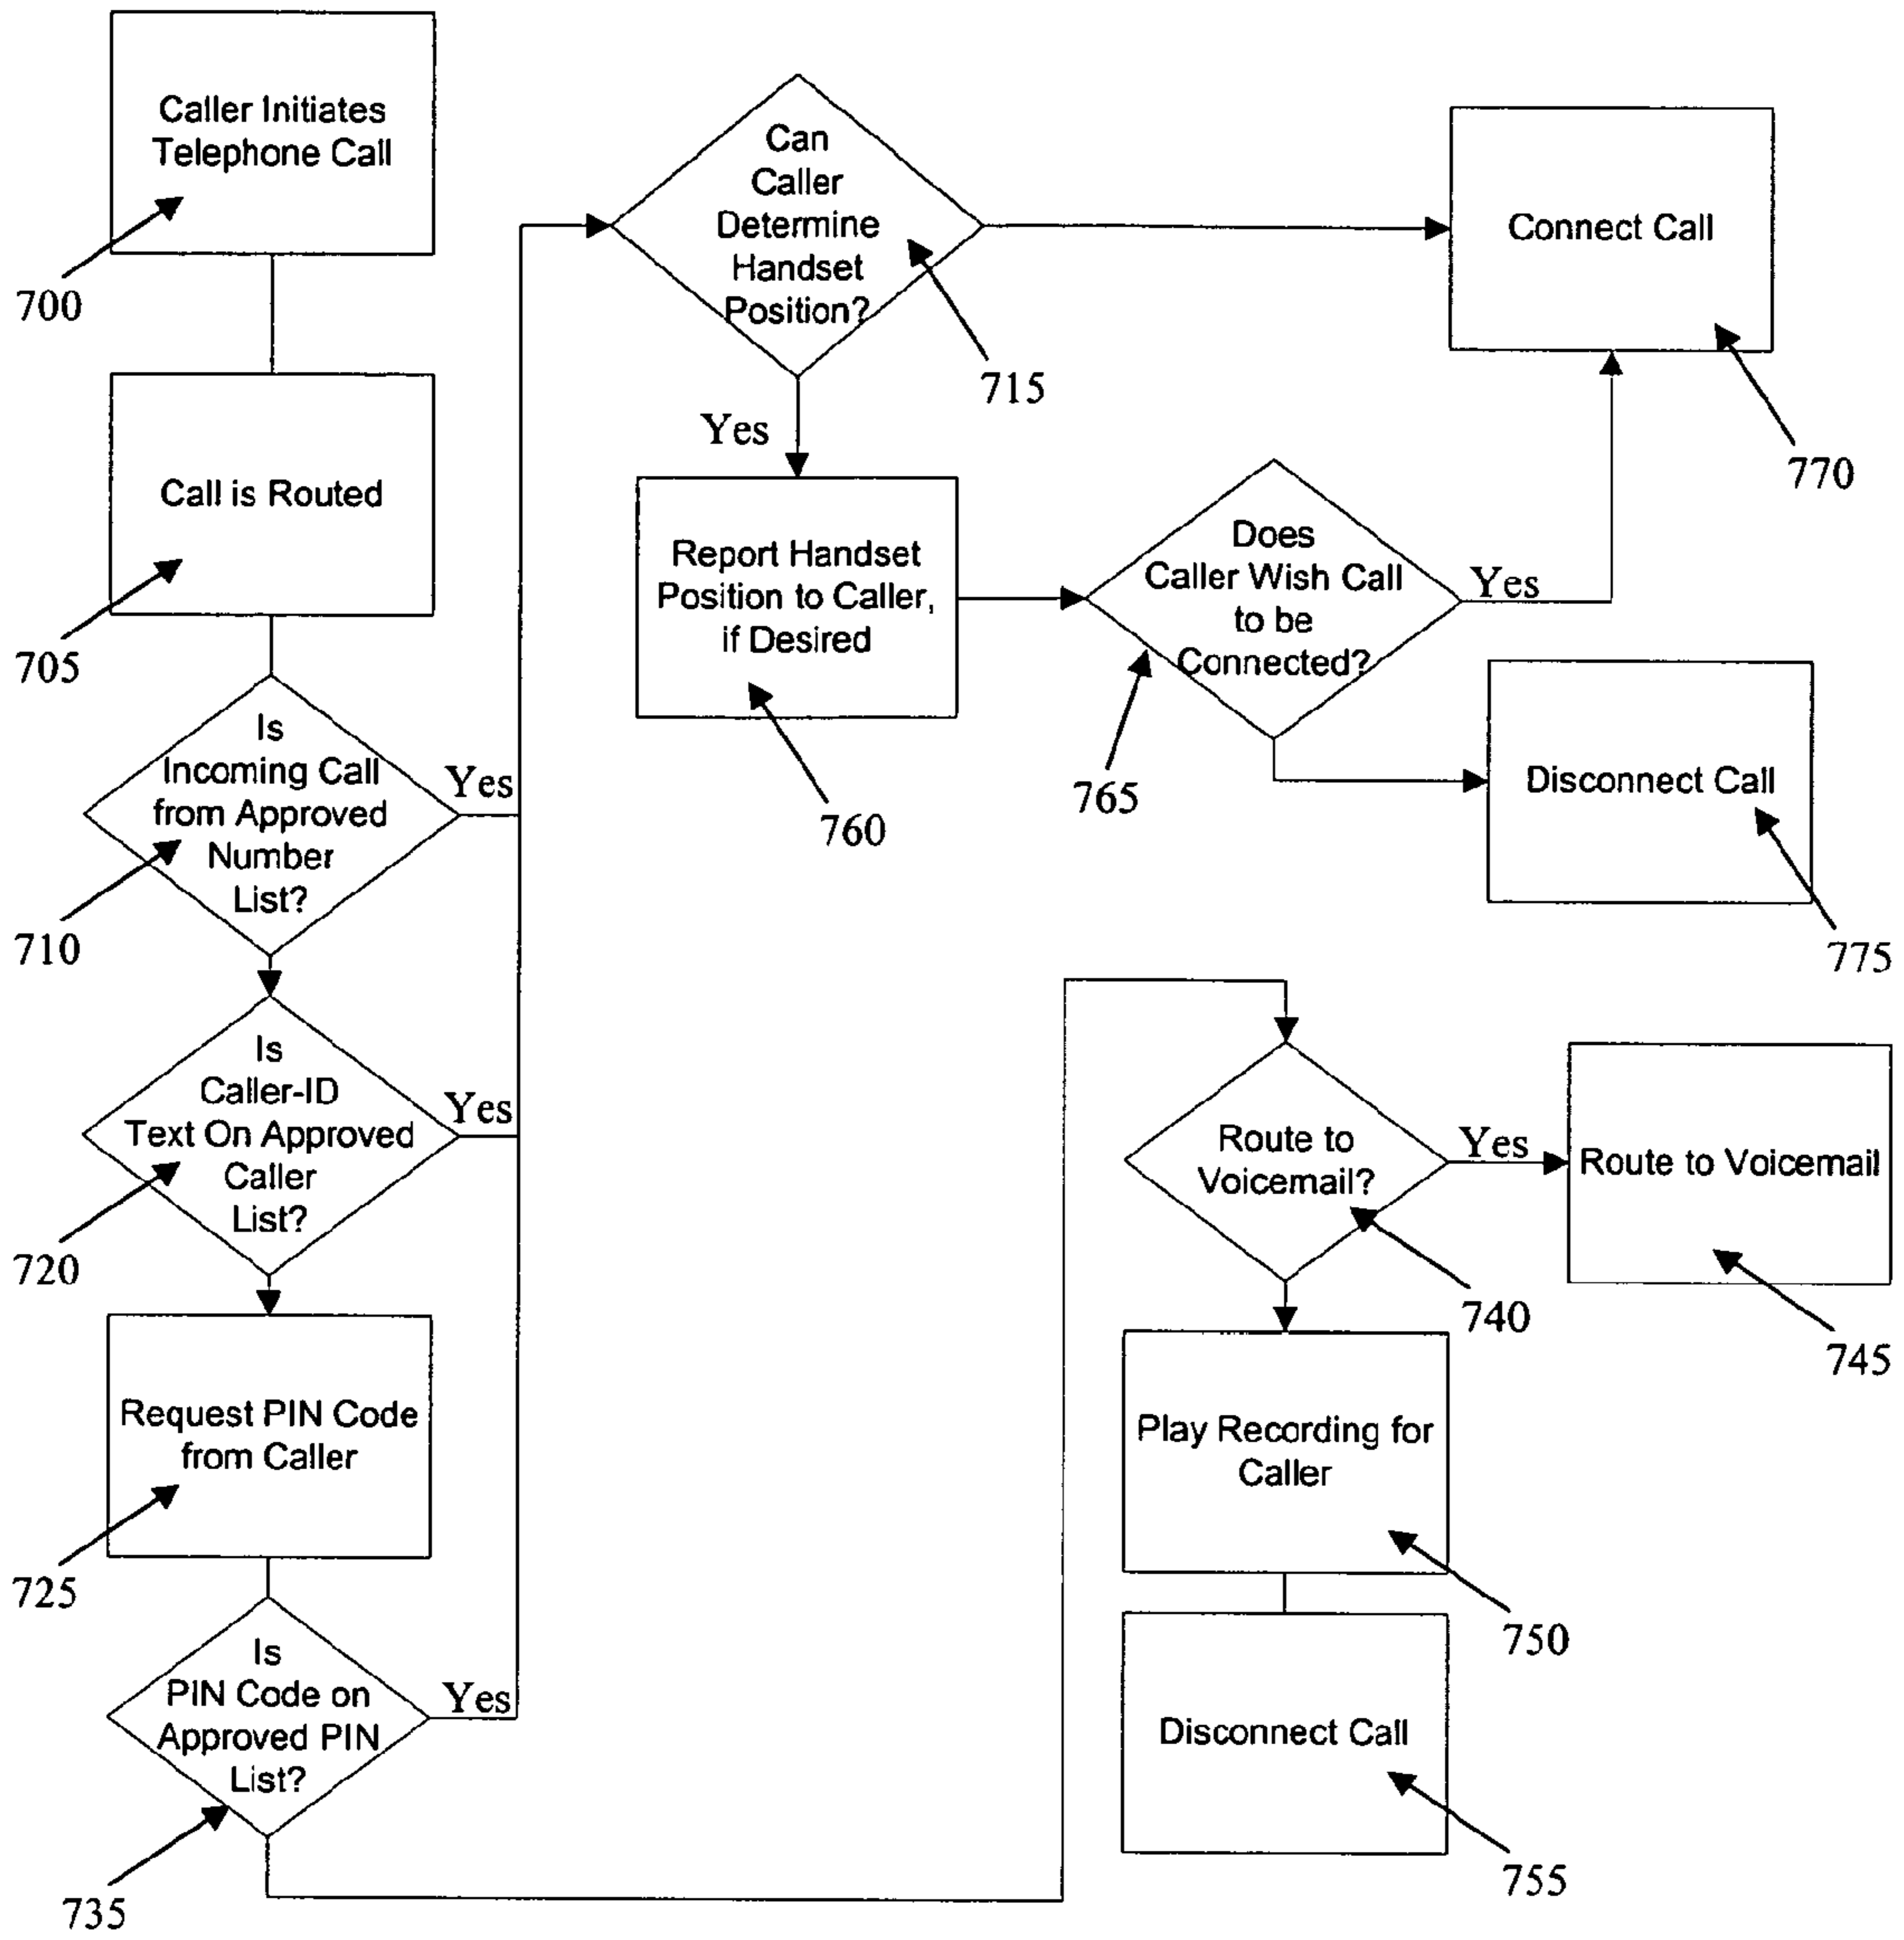 Caller Initiates
Telephone Call
700
Call is Routed
705
Is
Incoming Call
from Approved
Number
List?
Yes
710
Is
Caller-ID
Text On Approved
Caller
List?
Yes
720
Request PIN Code
from Caller
725
Is
PIN Code on
Approved PIN
List?
Yes
735
Can
Caller
Determine
Handset
Position?
715
Yes
Report Handset
Position to Caller,
if Desired
760
Does
Caller Wish Call
to be
Connected?
Yes
765
Connect Call
770
Disconnect Call
775
Route to
Voicemail?
Yes
740
Route to Voicemail
745
Play Recording for
Caller
750
Disconnect Call
755